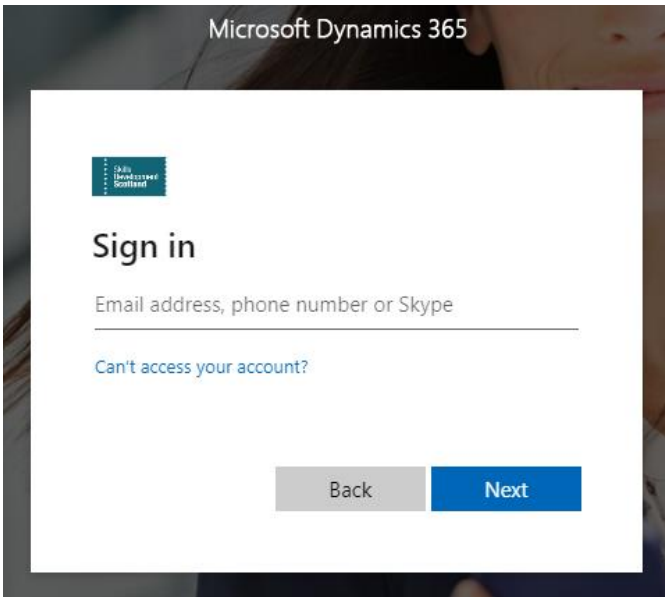 Microsoft Dynamics 365
Skills
Development
Scotland
Sign in
Email address, phone number or Skype
Can't access your account?
Back
Next